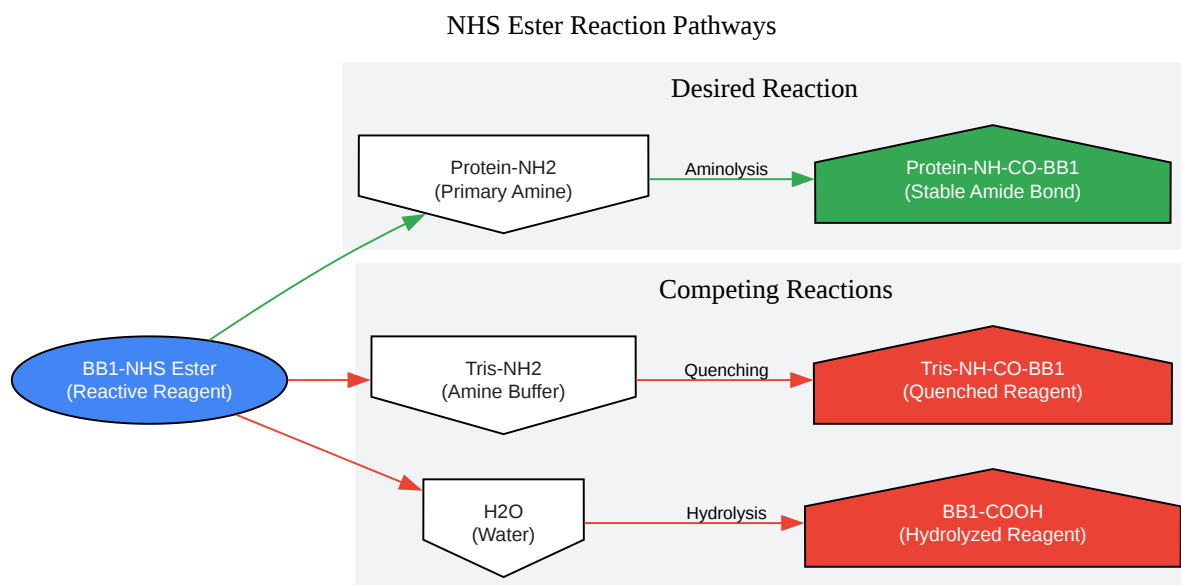 NHS Ester Reaction Pathways
Desired Reaction
Protein-NH2
(Primary Amine)
Aminolysis
Protein-NH-CO-BB1
(Stable Amide Bond)
Competing Reactions
BB1-NHS Ester
(Reactive Reagent)
Tris-NH2
(Amine Buffer)
Quenching
Tris-NH-CO-BB1
(Quenched Reagent)
H2O
(Water)
Hydrolysis
BB1-COOH
(Hydrolyzed Reagent)